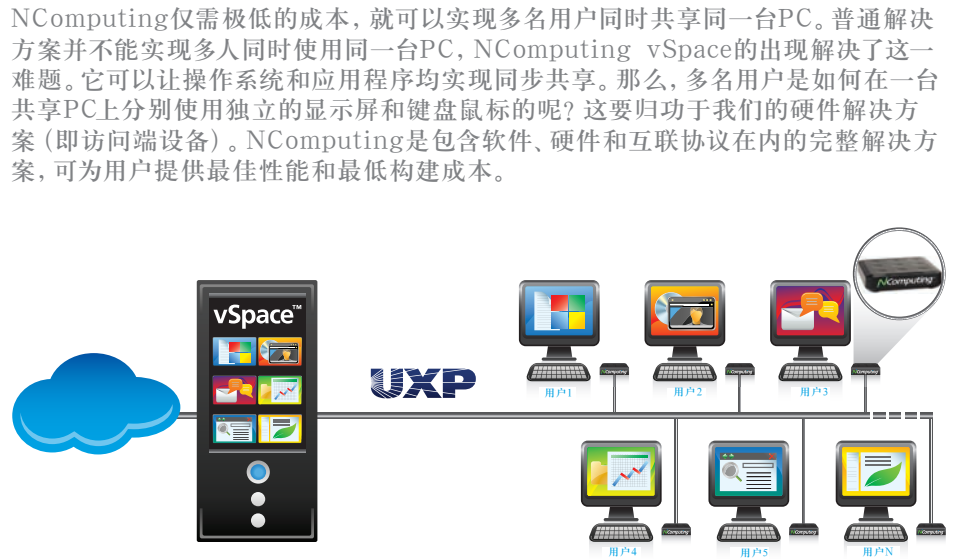 NComputing仅需极低的成本，就可以实现多名用户同时共享同一台PC。普通解决
方案并不能实现多人同时使用同一台PC，NComputing vSpace的出现解决了这一
难题。它可以让操作系统和应用程序均实现同步共享。那么，多名用户是如何在一台
共享PC上分别使用独立的显示屏和键盘鼠标的呢？这要归功于我们的硬件解决方
案（即访问端设备）。NComputing是包含软件、硬件和互联协议在内的完整解决方
案，可为用户提供最佳性能和最低构建成本。
NComputing
vSpace™
UXP
NComputing
NComputing
NComputing
用户1
用户2
用户3
NComputing
NComputing
NComputing
用户4
用户5
用户N